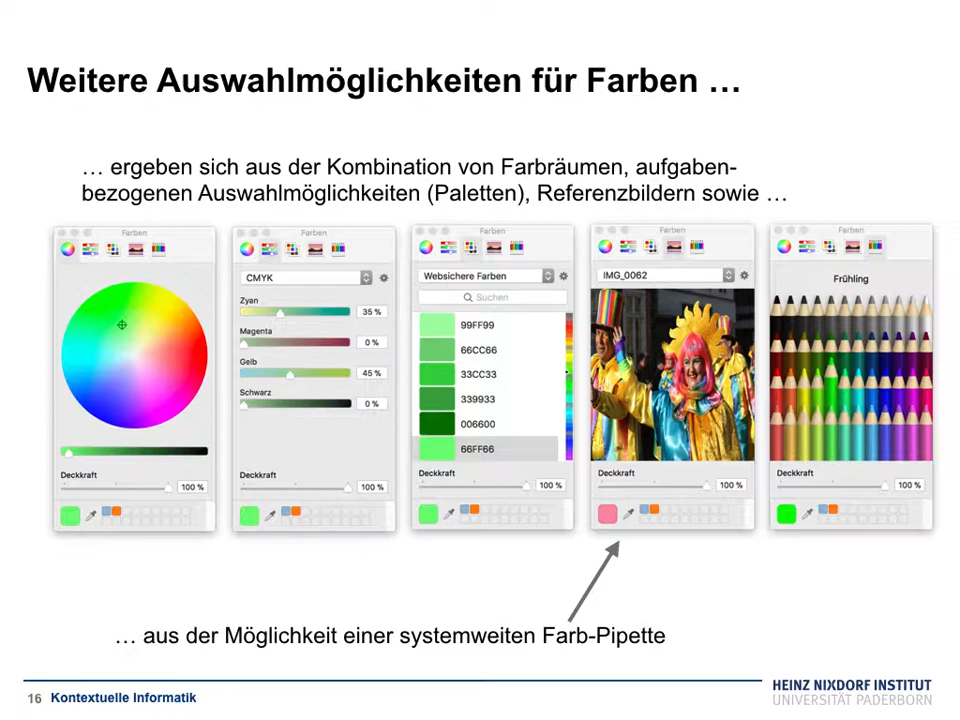 Weitere Auswahlmöglichkeiten für Farben …
… ergeben sich aus der Kombination von Farbräumen, aufgaben-
bezogenen Auswahlmöglichkeiten (Paletten), Referenzbildern sowie …
Farben
Deckkraft
100 %
Farben
CMYK
Zyan
35 %
Magenta
0 %
Gelb
45 %
Schwarz
0 %
Deckkraft
100 %
Farben
Websichere Farben
Suchen
99FF99
66CC66
33CC33
339933
006600
66FF66
Deckkraft
100 %
Farben
IMG_0062
Deckkraft
100 %
Farben
Frühling
Deckkraft
100 %
… aus der Möglichkeit einer systemweiten Farb-Pipette
16 Kontextuelle Informatik
HEINZ NIXDORF INSTITUT
UNIVERSITÄT PADERBORN